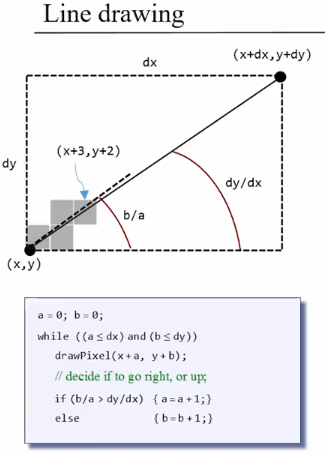 Line drawing
(x+dx,y+dy)
dx
(x+3,y+2)
dy
dy/dx
b/a
(x,y)
a = 0; b = 0;
while ((a ≤ dx) and (b ≤ dy))
drawPixel(x+a, y+b);
// decide if to go right, or up;
if (b/a > dy/dx) { a = a+1;}
else { b = b+1;}